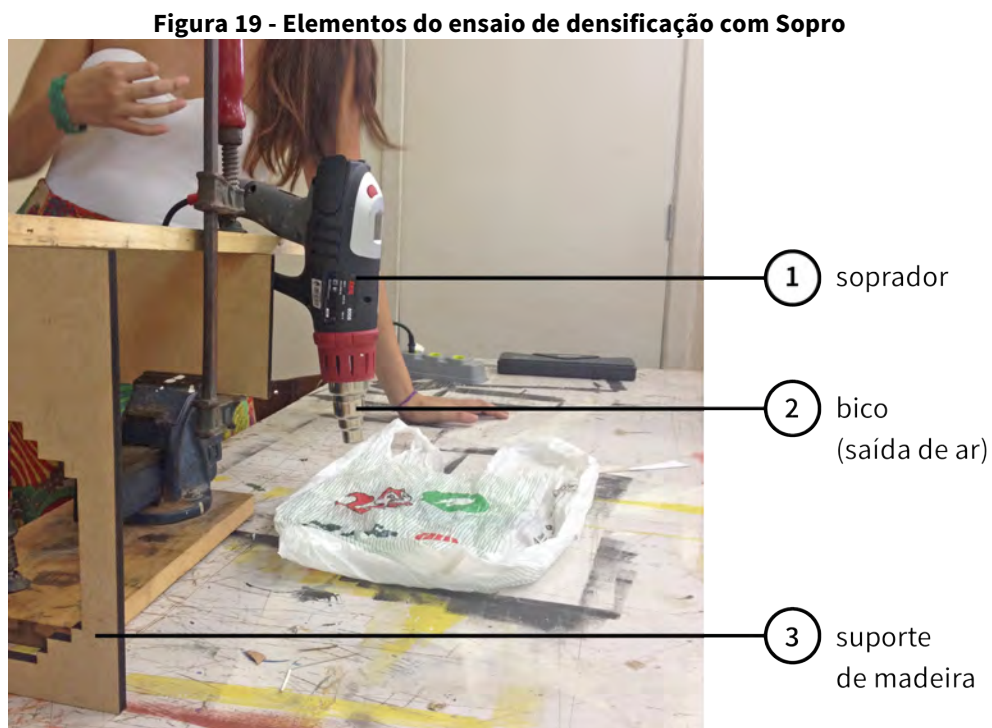 Figura 19 - Elementos do ensaio de densificação com Sopro
1 soprador
2 bico
(saída de ar)
3 suporte
de madeira